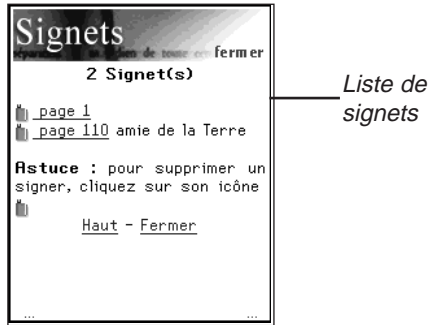 Signets
fermer
2 Signet(s)
page 1
page 110 amie de la Terre
Astuce : pour supprimer un
signer, cliquez sur son icône
Haut - Fermer
... ...
Liste de
signets